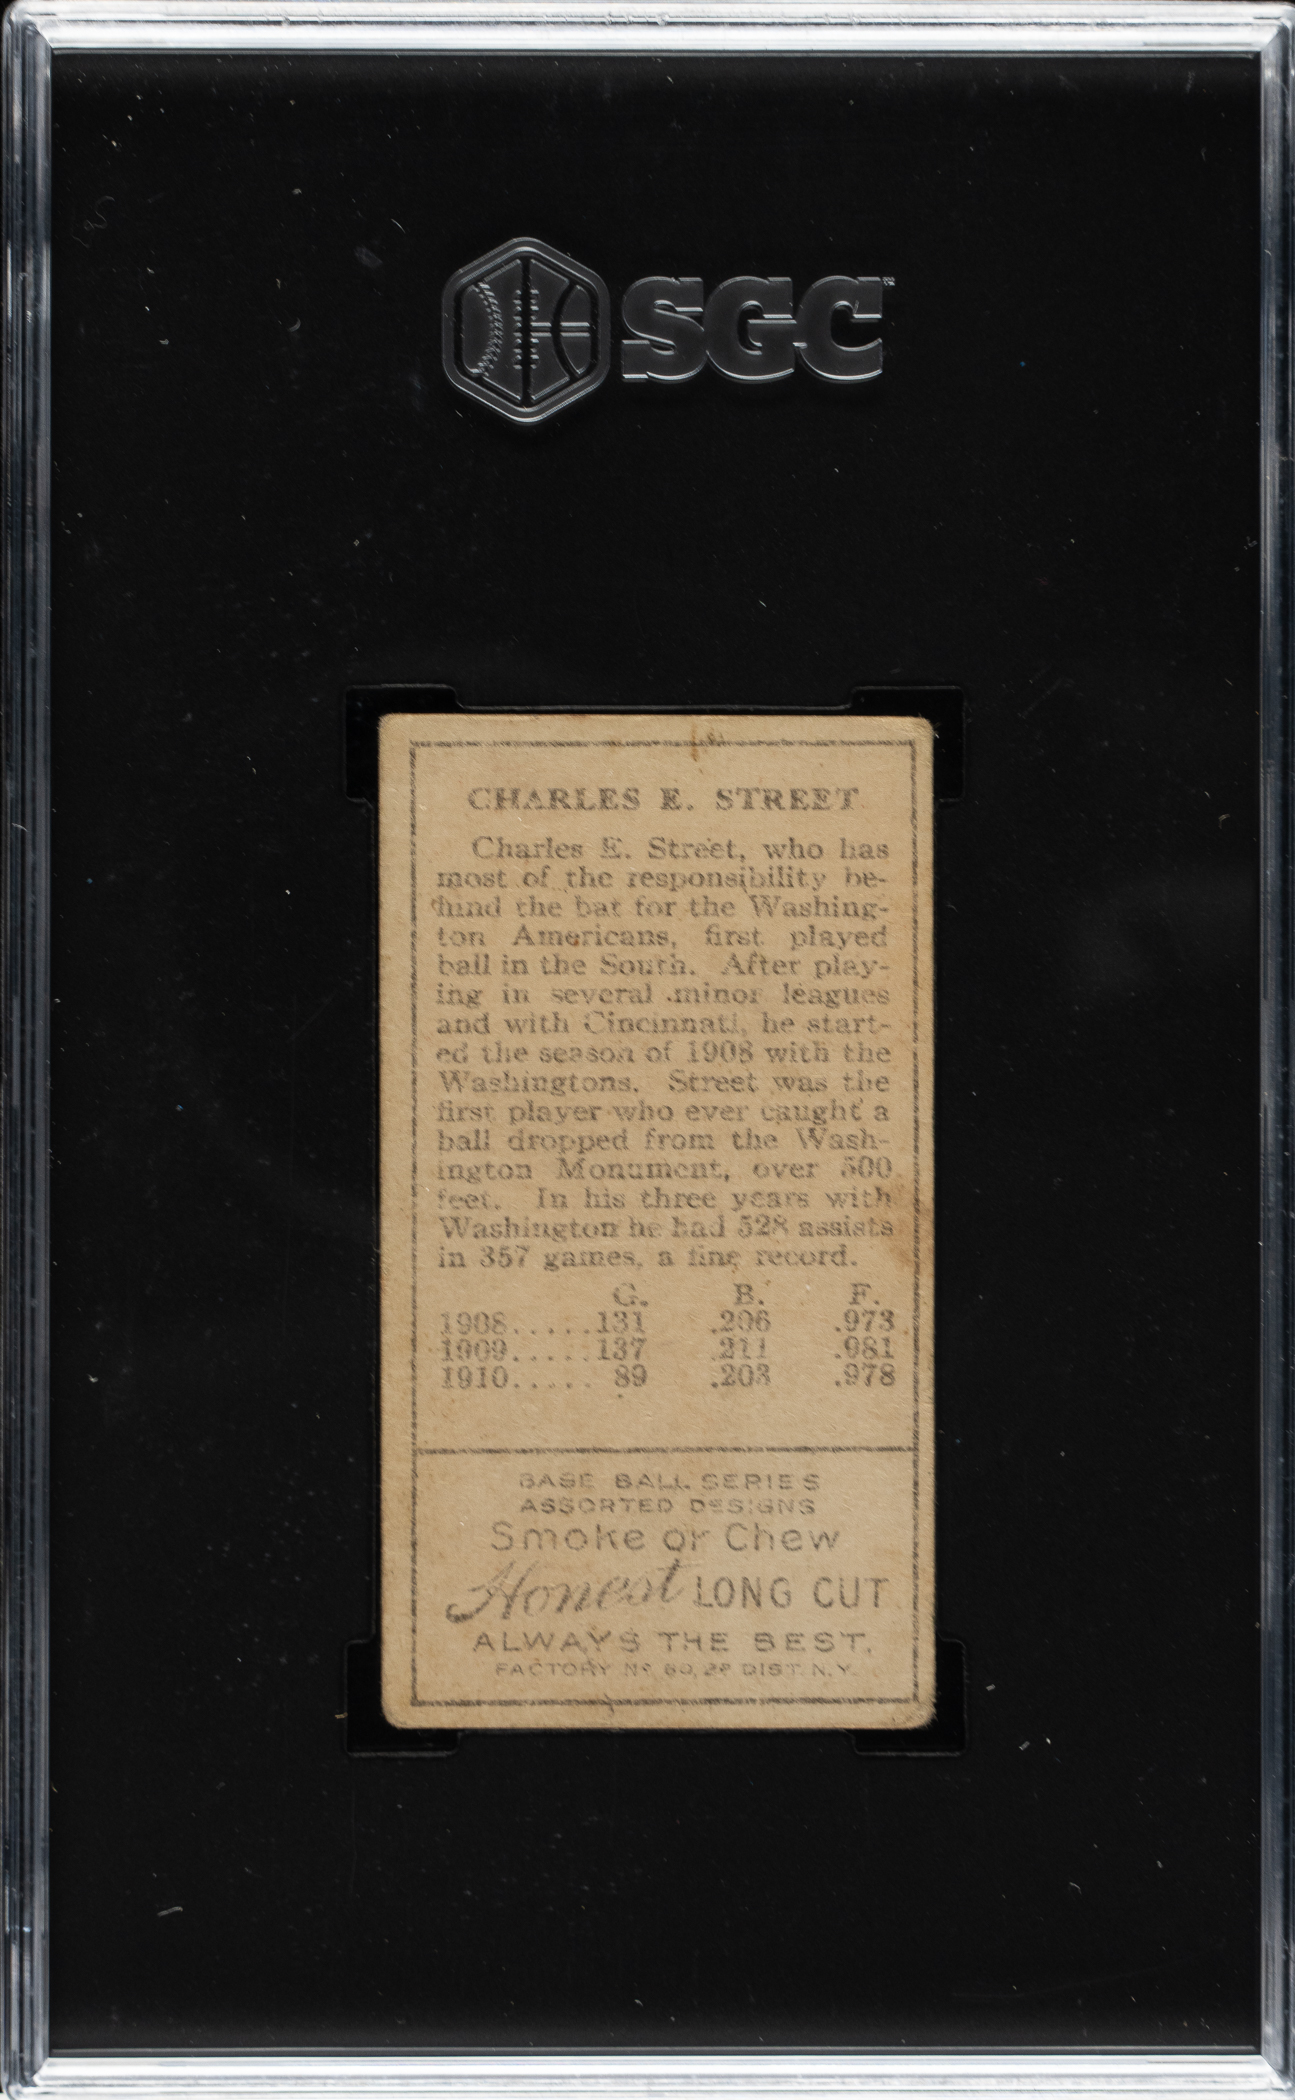 SGC
CHARLES E. STREET
Charles E. Street, who has
most of the responsibility be-
hind the bat for the Washing-
ton Americans, first played
ball in the South. After play-
ing in several minor leagues
and with Cincinnati, he start-
ed the season of 1908 with the
Washingtons. Street was the
first player who ever caught a
ball dropped from the Wash-
ington Monument, over 500
feet. In his three years with
Washington he had 528 assists
in 357 games, a fine record.
G. B. F.
1908.....131 .206 .973
1909.....137 .211 .981
1910..... 89 .203 .978
BASE BALL SERIES
ASSORTED DESIGNS
Smoke or Chew
Honest LONG CUT
ALWAYS THE BEST.
FACTORY Nº 30, 2ᴰ DIST. N.Y.